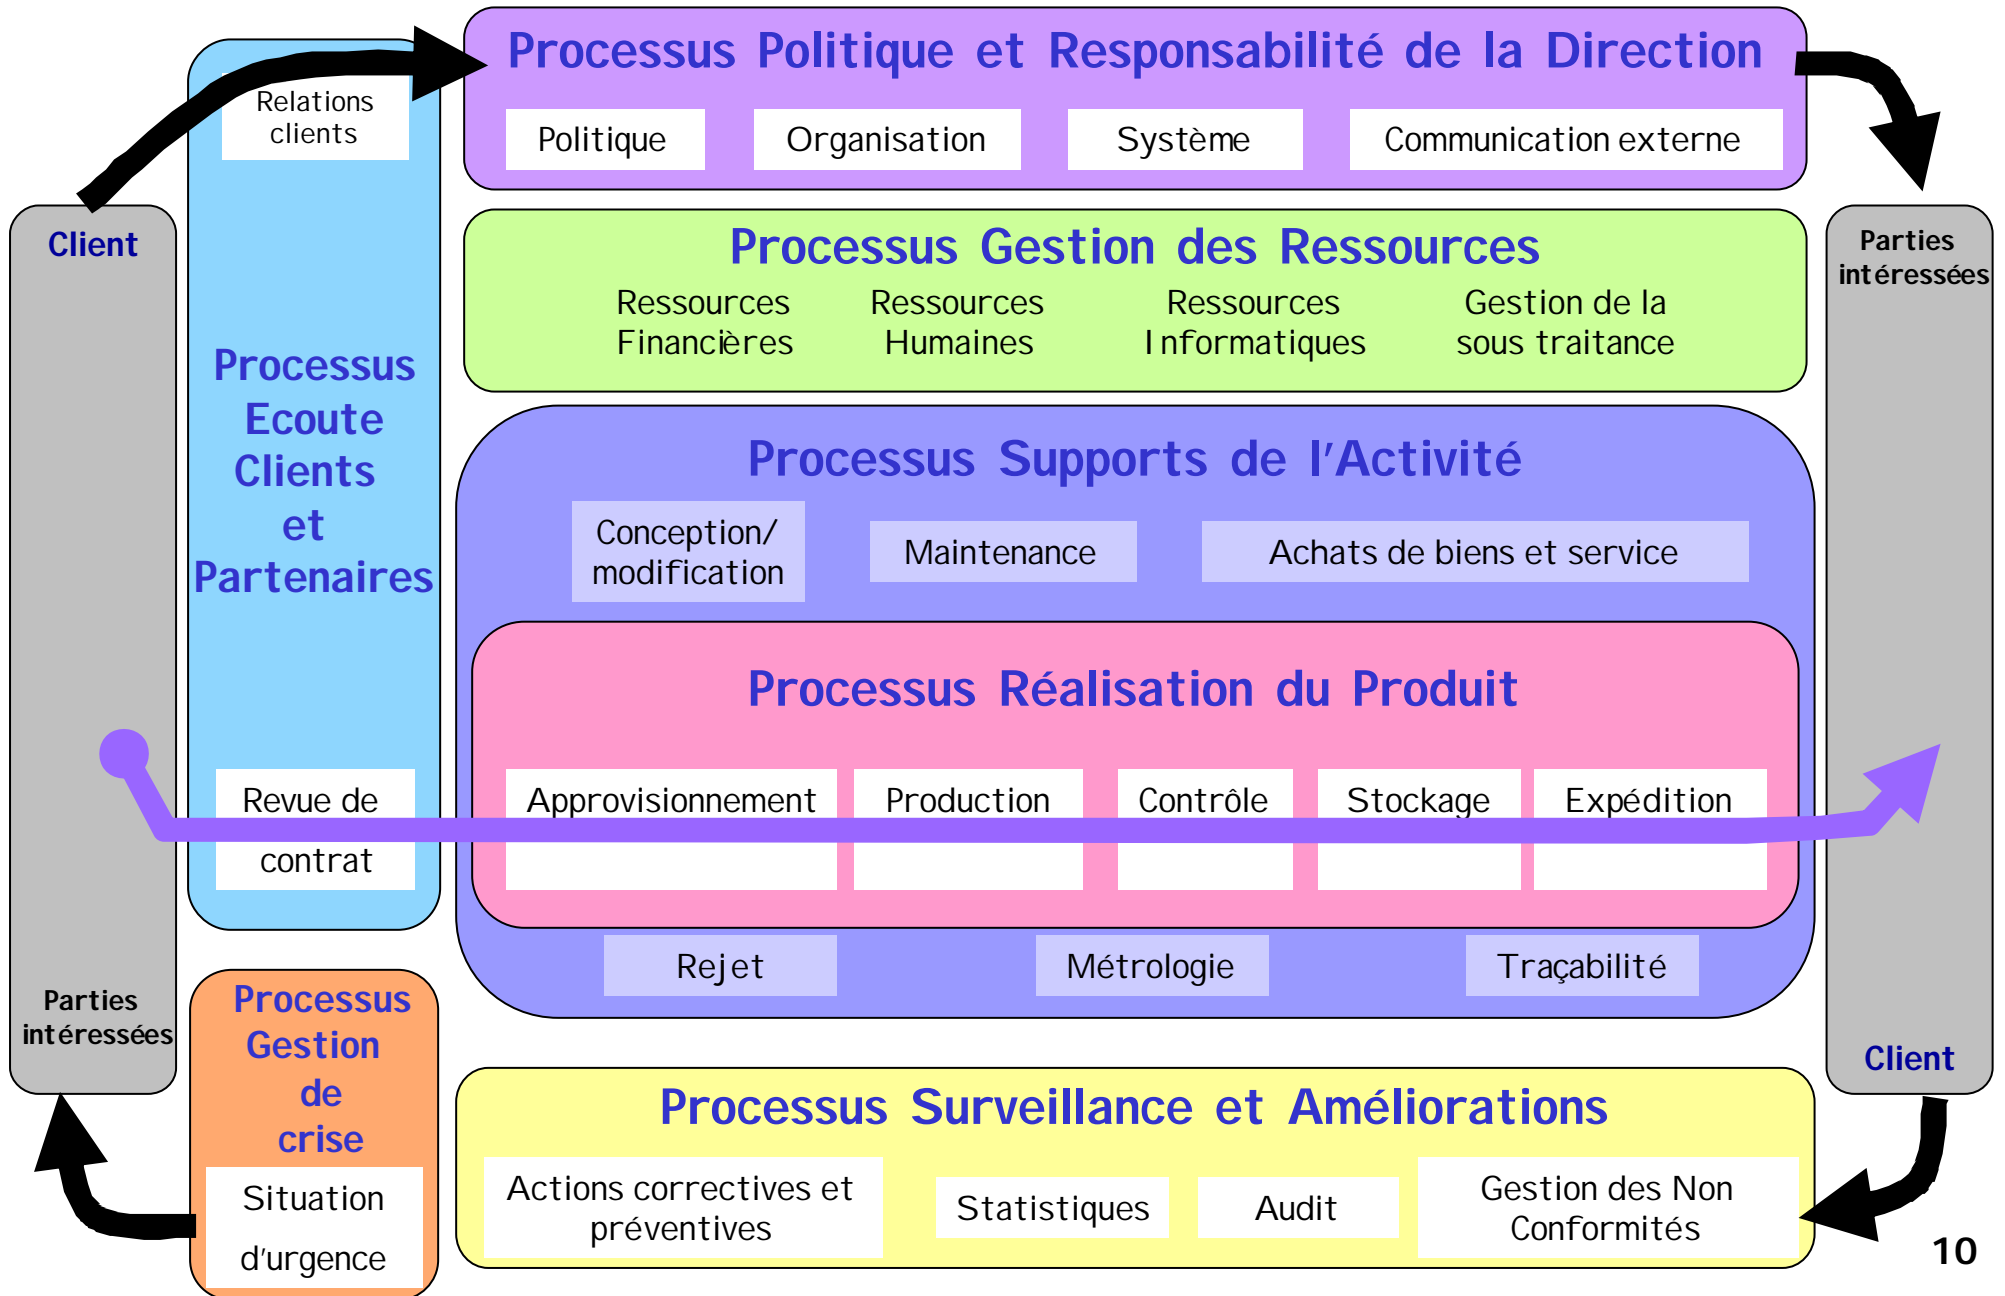 Processus Politique et Responsabilité de la Direction
Politique
Organisation
Système
Communication externe
Relations
clients
Client
Processus
Ecoute
Clients
et
Partenaires
Revue de
contrat
Parties
intéressées
Processus Gestion des Ressources
Ressources
Financières
Ressources
Humaines
Ressources
Informatiques
Gestion de la
sous traitance
Parties
intéressées
Processus Supports de l'Activité
Conception/
modification
Maintenance
Achats de biens et service
Processus Réalisation du Produit
Approvisionnement
Production
Contrôle
Stockage
Expédition
Rejet
Métrologie
Traçabilité
Client
Processus
Gestion
de
crise
Situation
d'urgence
Processus Surveillance et Améliorations
Actions correctives et
préventives
Statistiques
Audit
Gestion des Non
Conformités
10